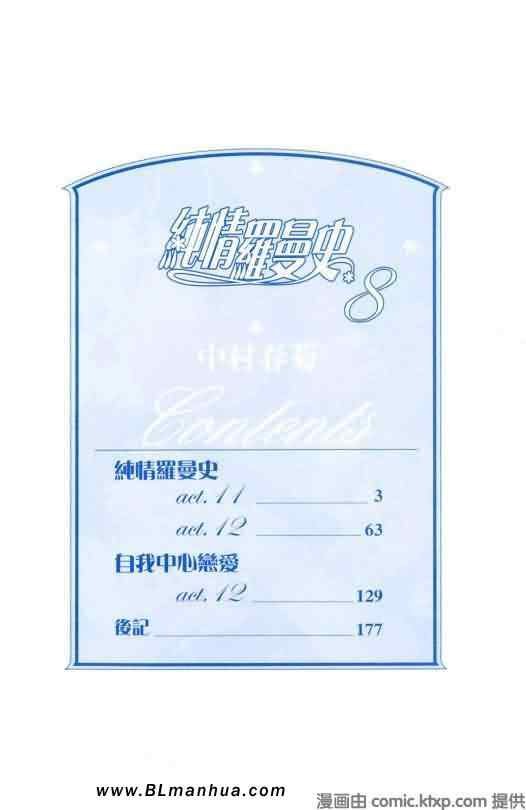 純情羅曼史 8
中村春菊
Contents
純情羅曼史
act. 11 3
act. 12 63
自我中心戀愛
act. 12 129
後記 177
www.BLmanhua.com
漫画由 comic.ktxp.com 提供